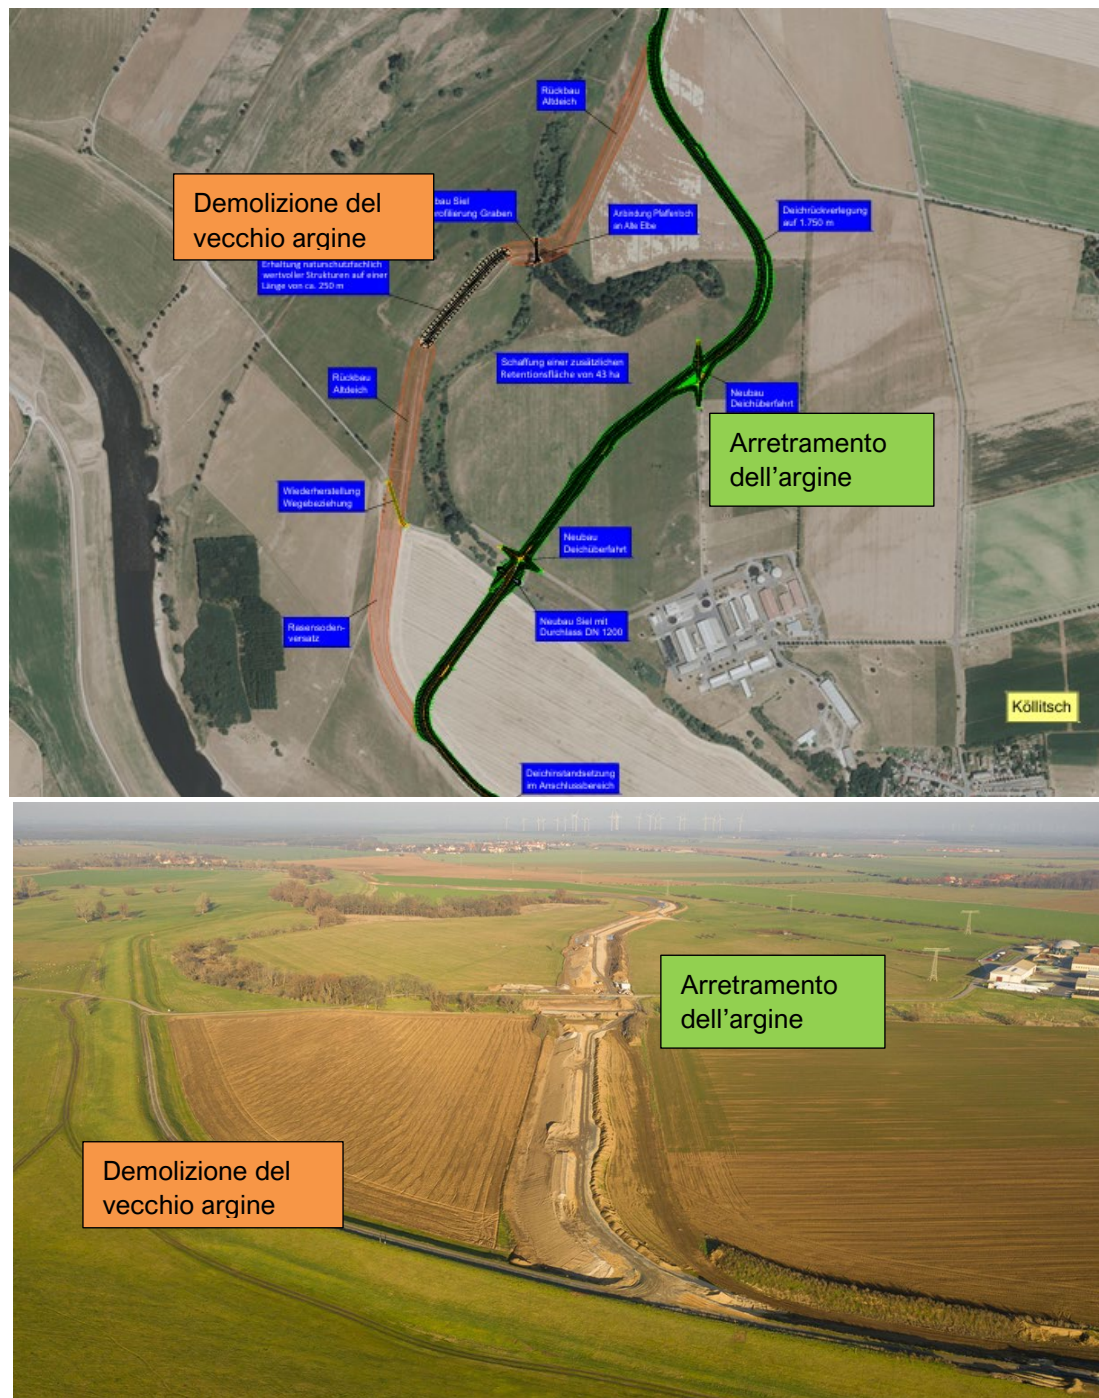 Rückbau
Altdeich
Demolizione del
vecchio argine
bau Siel
rofilierung Graben
Anbindung Pfaffenloch
an Alte Elbe
Deichrückverlegung
auf 1.750 m
Erhaltung naturschutzfachlich
wertvoller Strukturen auf einer
Länge von ca. 250 m
Schaffung einer zusätzlichen
Retentionsfläche von 43 ha
Rückbau
Altdeich
Neubau
Deichüberfahrt
Arretramento
dell'argine
Wiederherstellung
Wegebeziehung
Neubau
Deichüberfahrt
Rasensoden-
versatz
Neubau Siel mit
Durchlass DN 1200
Köllitsch
Deichinstandsetzung
im Anschlussbereich
Arretramento
dell'argine
Demolizione del
vecchio argine